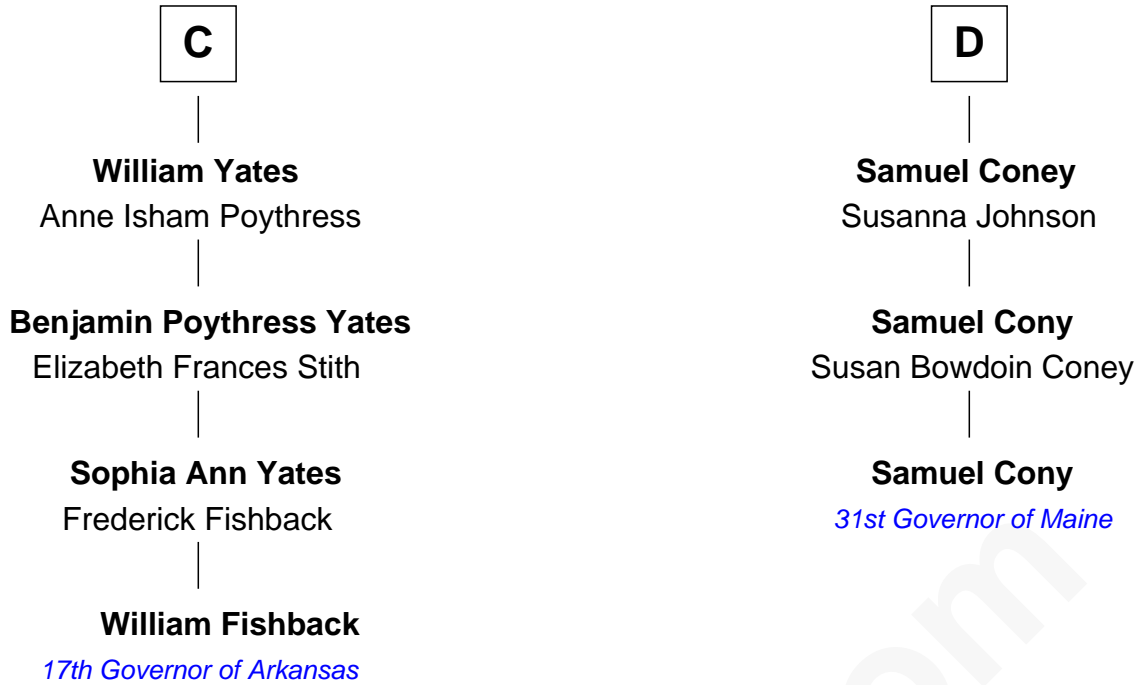 C
William Yates
Anne Isham Poythress
Benjamin Poythress Yates
Elizabeth Frances Stith
Sophia Ann Yates
Frederick Fishback
William Fishback
17th Governor of Arkansas
D
Samuel Coney
Susanna Johnson
Samuel Cony
Susan Bowdoin Coney
Samuel Cony
31st Governor of Maine